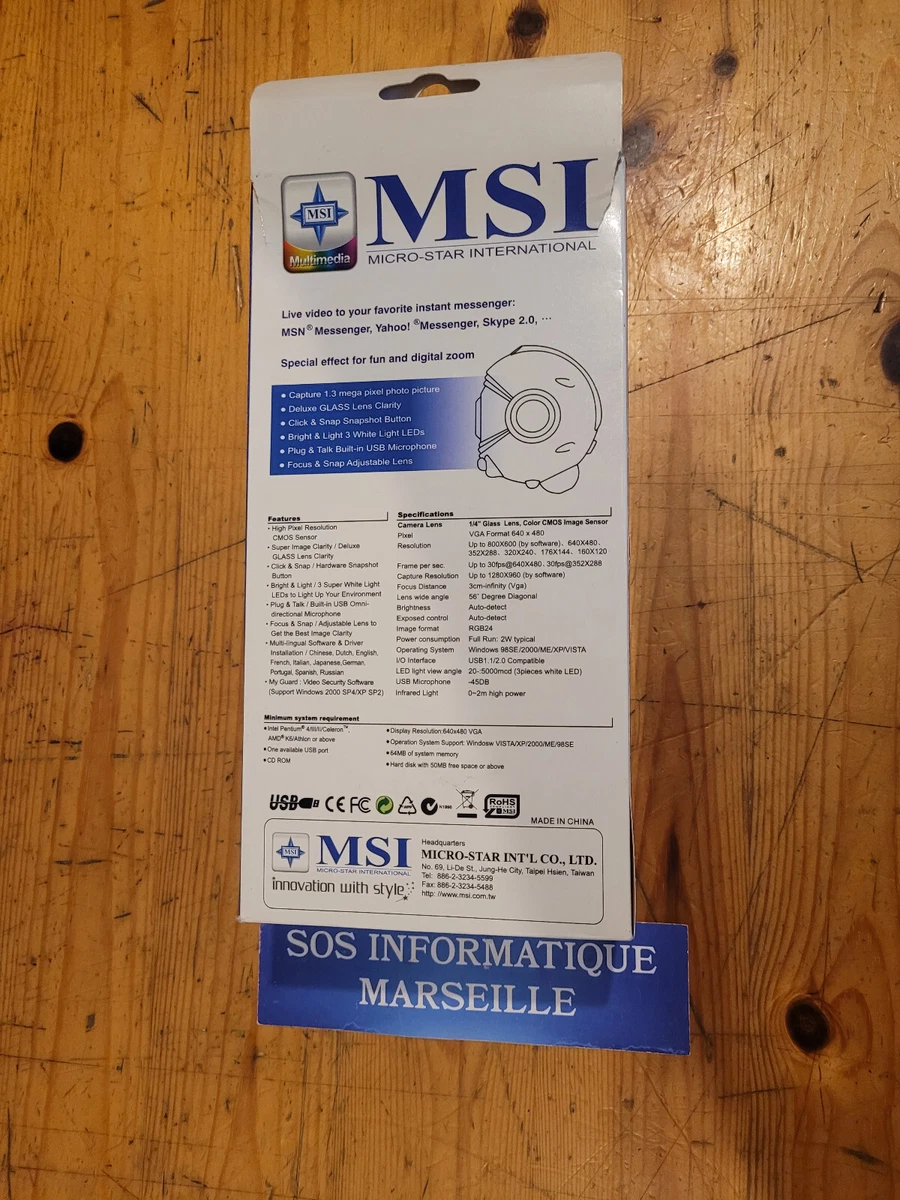 MSI
Multimedia
MSI
MICRO-STAR INTERNATIONAL
Live video to your favorite instant messenger:
MSN® Messenger, Yahoo! ®Messenger, Skype 2.0, ···
Special effect for fun and digital zoom
● Capture 1.3 mega pixel photo picture
● Deluxe GLASS Lens Clarity
● Click & Snap Snapshot Button
● Bright & Light 3 White Light LEDs
● Plug & Talk Built-in USB Microphone
● Focus & Snap Adjustable Lens
Features
• High Pixel Resolution
CMOS Sensor
• Super Image Clarity / Deluxe
GLASS Lens Clarity
• Click & Snap / Hardware Snapshot
Button
• Bright & Light / 3 Super White Light
LEDs to Light Up Your Environment
• Plug & Talk / Built-in USB Omni-
directional Microphone
• Focus & Snap / Adjustable Lens to
Get the Best Image Clarity
• Multi-lingual Software & Driver
Installation / Chinese, Dutch, English,
French, Italian, Japanese,German,
Portugal, Spanish, Russian
• My Guard : Video Security Software
(Support Windows 2000 SP4/XP SP2)
Specifications
Camera Lens 1/4" Glass Lens, Color CMOS Image Sensor
Pixel VGA Format 640 x 480
Resolution Up to 800X600 (by software)、640X480、
352X288、320X240、176X144、160X120
Frame per sec. Up to 30fps@640X480、30fps@352X288
Capture Resolution Up to 1280X960 (by software)
Focus Distance 3cm-infinity (Vga)
Lens wide angle 56° Degree Diagonal
Brightness Auto-detect
Exposed control Auto-detect
Image format RGB24
Power consumption Full Run: 2W typical
Operating System Windows 98SE/2000/ME/XP/VISTA
I/O Interface USB1.1/2.0 Compatible
LED light view angle 20~5000mcd (3pieces white LED)
USB Microphone -45DB
Infrared Light 0~2m high power
Minimum system requirement
● Intel Pentium® 4/III/II/Celeron™,
AMD® K6/Athlon or above
● One available USB port
● CD ROM
● Display Resolution:640x480 VGA
● Operation System Support: Windosw VISTA/XP/2000/ME/98SE
● 64MB of system memory
● Hard disk with 50MB free space or above
USB CE FC N1996 RoHS MSI
MADE IN CHINA
MSI
MSI
MICRO-STAR INTERNATIONAL
innovation with style
Headquarters
MICRO-STAR INT'L CO., LTD.
No. 69, Li-De St., Jung-He City, Taipei Hsien, Taiwan
Tel: 886-2-3234-5599
Fax: 886-2-3234-5488
http: //www.msi.com.tw
SOS INFORMATIQUE
MARSEILLE